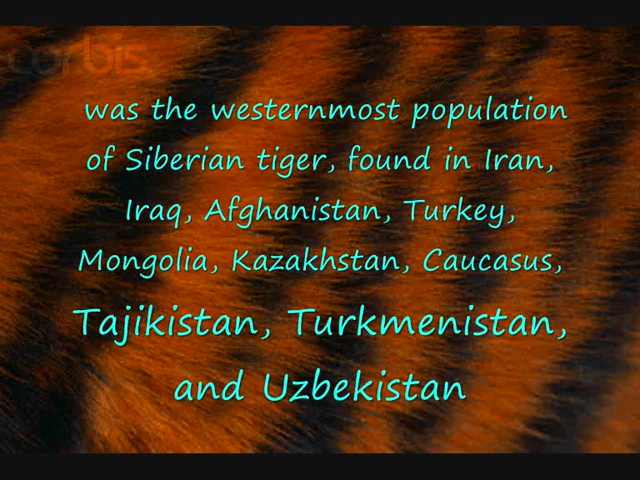 corbis.
was the westernmost population
of Siberian tiger, found in Iran,
Iraq, Afghanistan, Turkey,
Mongolia, Kazakhstan, Caucasus,
Tajikistan, Turkmenistan,
and Uzbekistan